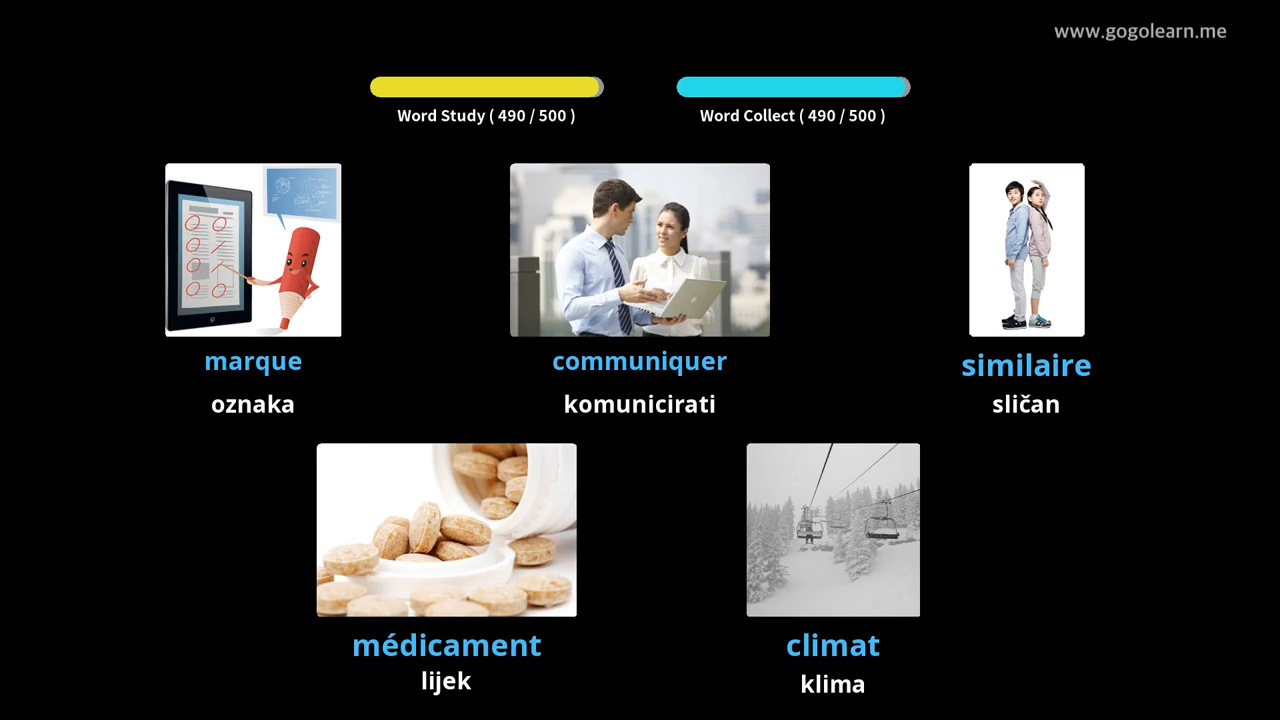 www.gogolearn.me
Word Study ( 490 / 500 )
Word Collect ( 490 / 500 )
marque
communiquer
similaire
oznaka
komunicirati
sličan
médicament
climat
lijek
klima